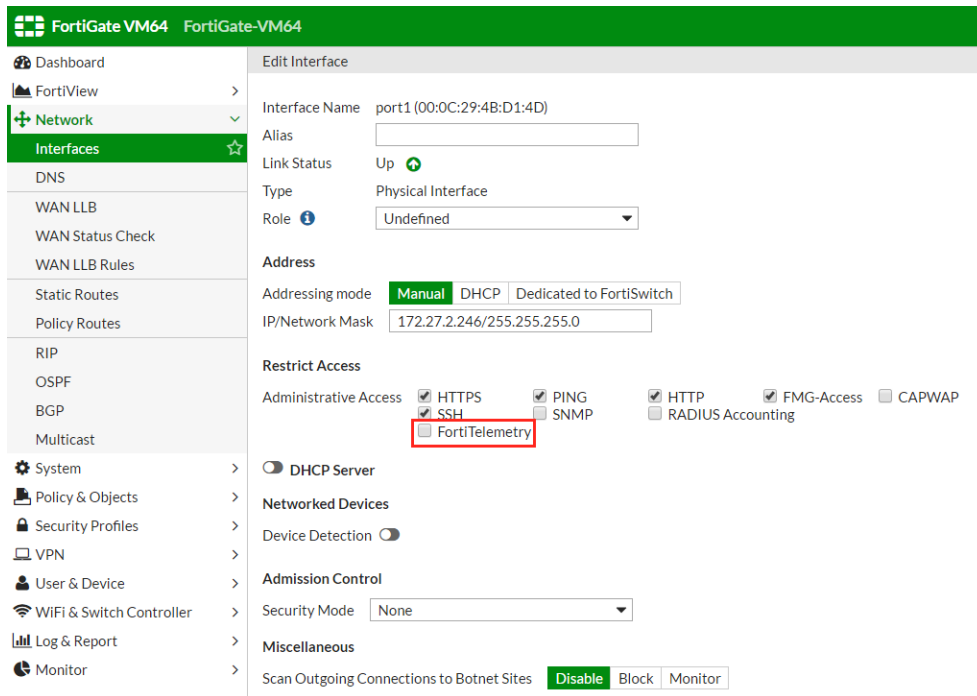 FortiGate VM64 FortiGate-VM64
Dashboard
FortiView
Network
Interfaces
DNS
WAN LLB
WAN Status Check
WAN LLB Rules
Static Routes
Policy Routes
RIP
OSPF
BGP
Multicast
System
Policy & Objects
Security Profiles
VPN
User & Device
WiFi & Switch Controller
Log & Report
Monitor
Edit Interface
Interface Name port1 (00:0C:29:4B:D1:4D)
Alias
Link Status Up
Type Physical Interface
Role Undefined
Address
Addressing mode Manual DHCP Dedicated to FortiSwitch
IP/Network Mask 172.27.2.246/255.255.255.0
Restrict Access
Administrative Access HTTPS PING HTTP FMG-Access CAPWAP
SSH SNMP RADIUS Accounting
FortiTelemetry
DHCP Server
Networked Devices
Device Detection
Admission Control
Security Mode None
Miscellaneous
Scan Outgoing Connections to Botnet Sites Disable Block Monitor